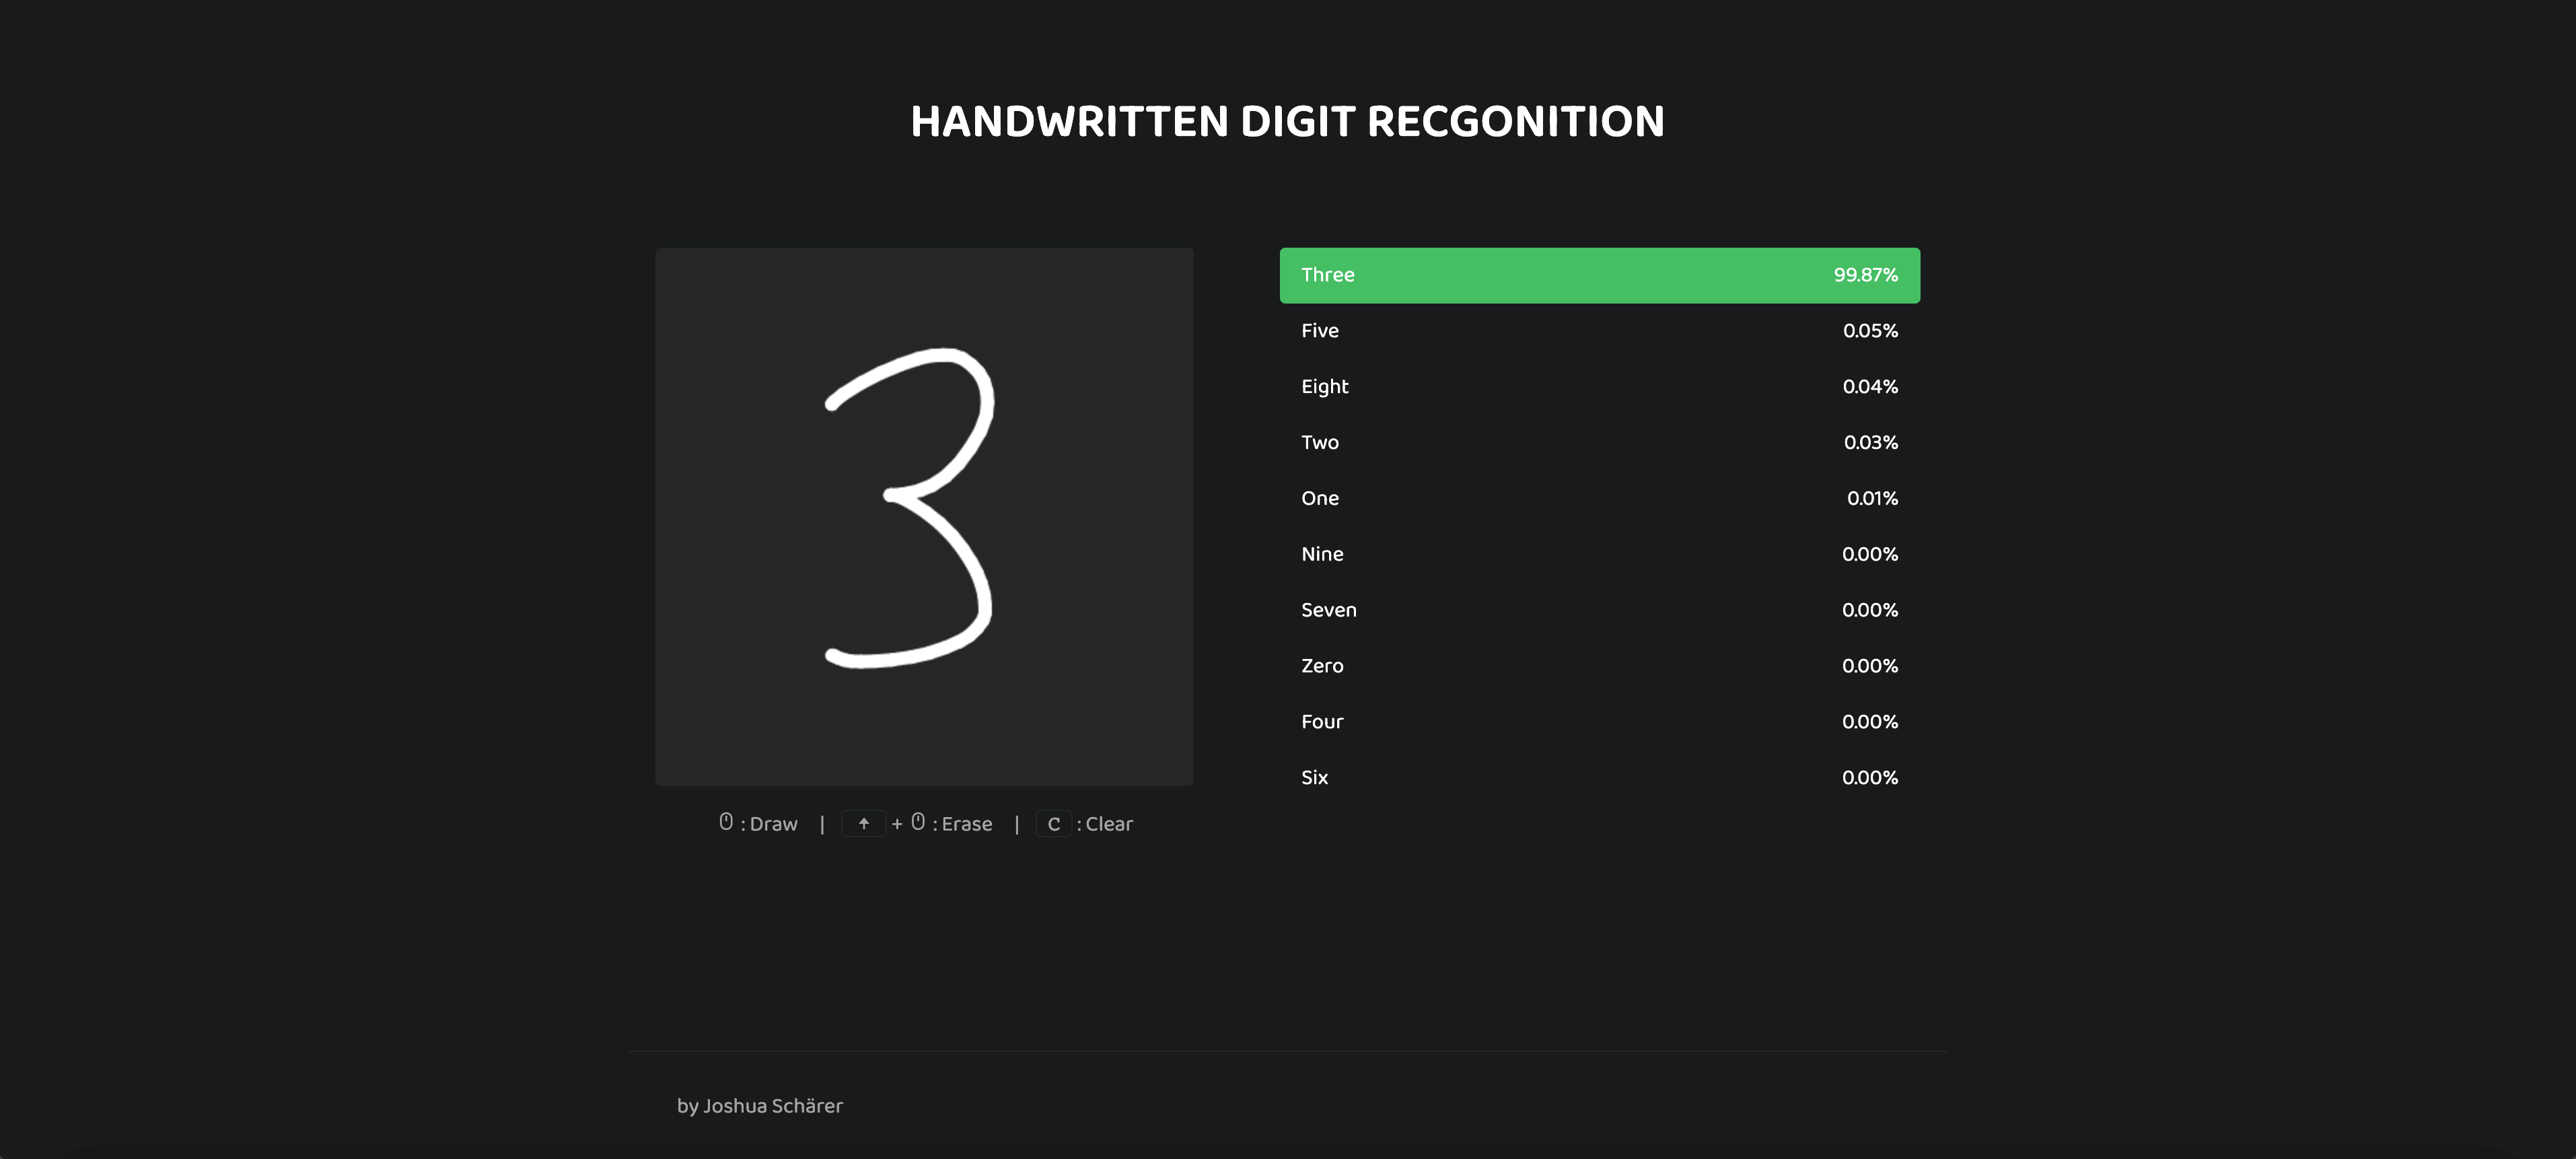 HANDWRITTEN DIGIT RECGONITION
3
Three 99.87%
Five 0.05%
Eight 0.04%
Two 0.03%
One 0.01%
Nine 0.00%
Seven 0.00%
Zero 0.00%
Four 0.00%
Six 0.00%
: Draw | + : Erase | C : Clear
by Joshua Schärer